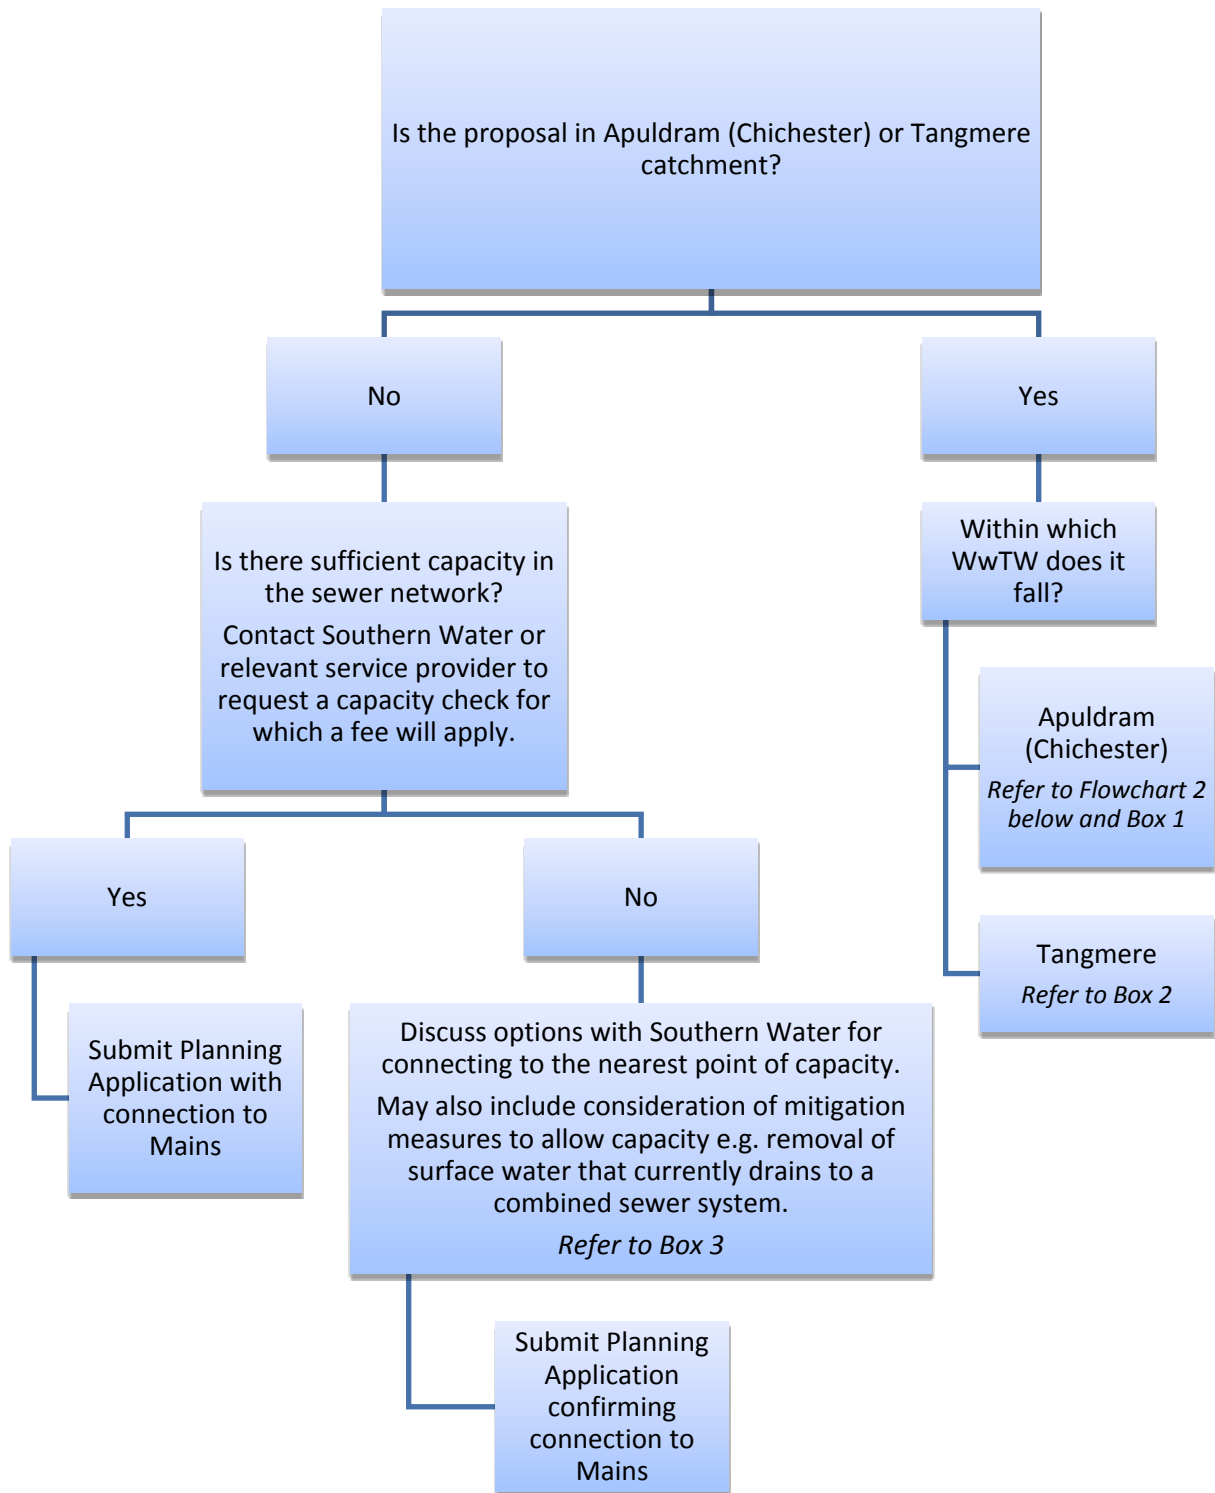 Is the proposal in Apuldram (Chichester) or Tangmere
catchment?
No
Yes
Is there sufficient capacity in
the sewer network?
Contact Southern Water or
relevant service provider to
request a capacity check for
which a fee will apply.
Within which
WwTW does it
fall?
Apuldram
(Chichester)
Refer to Flowchart 2
below and Box 1
Tangmere
Refer to Box 2
Yes
No
Submit Planning
Application with
connection to
Mains
Discuss options with Southern Water for
connecting to the nearest point of capacity.
May also include consideration of mitigation
measures to allow capacity e.g. removal of
surface water that currently drains to a
combined sewer system.
Refer to Box 3
Submit Planning
Application
confirming
connection to
Mains